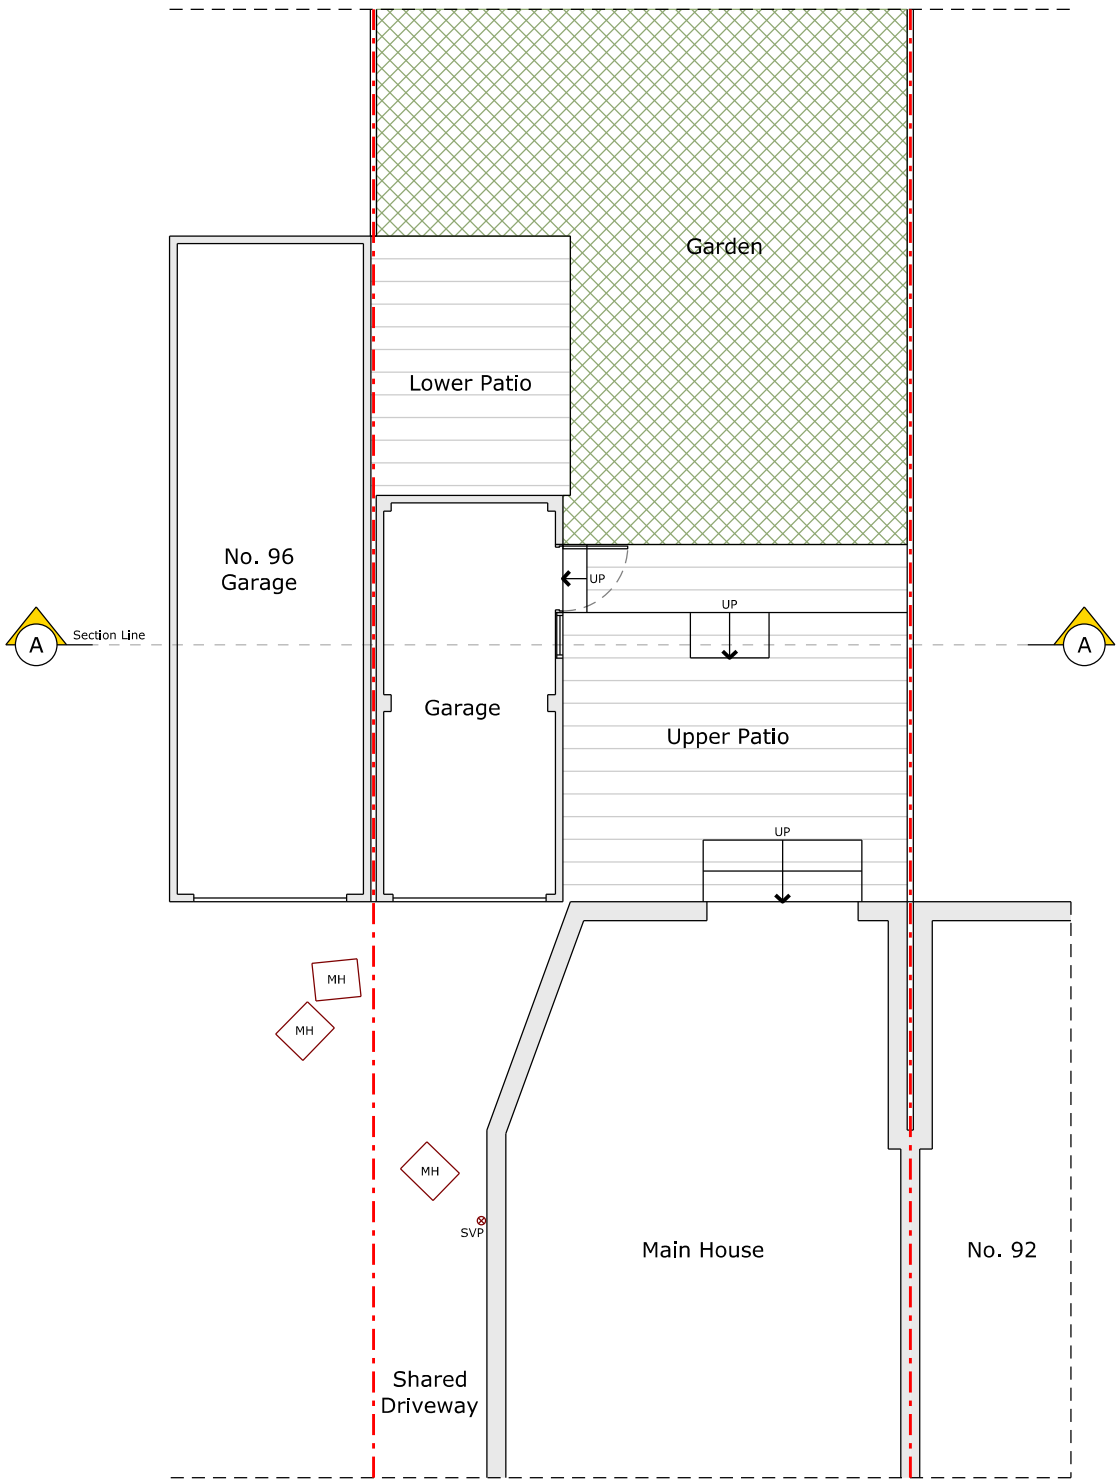 Garden
Lower Patio
No. 96
Garage
UP
UP
A
Section Line
A
Garage
Upper Patio
UP
MH
MH
MH
SVP
Main House
No. 92
Shared
Driveway